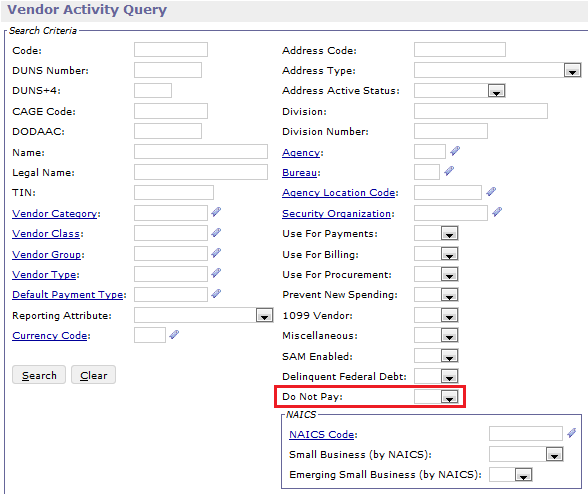 Vendor Activity Query
Search Criteria
Code:
DUNS Number:
DUNS+4:
CAGE Code:
DODAAC:
Name:
Legal Name:
TIN:
Vendor Category:
Vendor Class:
Vendor Group:
Vendor Type:
Default Payment Type:
Reporting Attribute:
Currency Code:
Search Clear
Address Code:
Address Type:
Address Active Status:
Division:
Division Number:
Agency:
Bureau:
Agency Location Code:
Security Organization:
Use For Payments:
Use For Billing:
Use For Procurement:
Prevent New Spending:
1099 Vendor:
Miscellaneous:
SAM Enabled:
Delinquent Federal Debt:
Do Not Pay:
NAICS
NAICS Code:
Small Business (by NAICS):
Emerging Small Business (by NAICS):